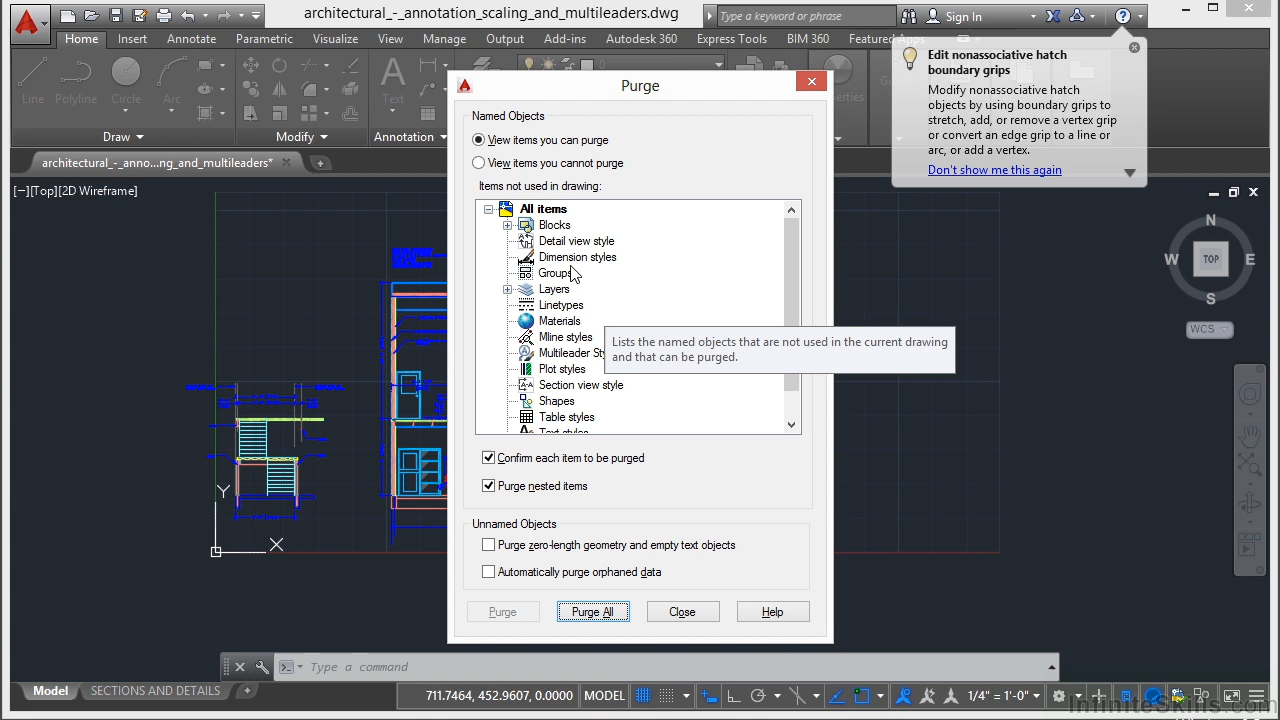 architectural_-_annotation_scaling_and_multileaders.dwg
Type a keyword or phrase
Sign In
Home Insert Annotate Parametric Visualize View Manage Output Add-ins Autodesk 360 Express Tools BIM 360 Featured Apps
Line Polyline Circle Arc
Text
Draw Modify Annotation
architectural_-_anno...ng_and_multileaders*
Edit nonassociative hatch
boundary grips
Modify nonassociative hatch
objects by using boundary grips to
stretch, add, or remove a vertex grip
or convert an edge grip to a line or
arc, or add a vertex.
Don't show me this again
[−][Top][2D Wireframe]
N
W TOP E
S
WCS
Purge
Named Objects
View items you can purge
View items you cannot purge
Items not used in drawing:
All items
Blocks
Detail view style
Dimension styles
Groups
Layers
Linetypes
Materials
Mline styles
Multileader Sty
Plot styles
Section view style
Shapes
Table styles
Text styles
Lists the named objects that are not used in the current drawing
and that can be purged.
Confirm each item to be purged
Purge nested items
Unnamed Objects
Purge zero-length geometry and empty text objects
Automatically purge orphaned data
Purge Purge All Close Help
Y
X
Type a command
Model SECTIONS AND DETAILS
711.7464, 452.9607, 0.0000 MODEL 1/4" = 1'-0"
InfiniteSkills.com